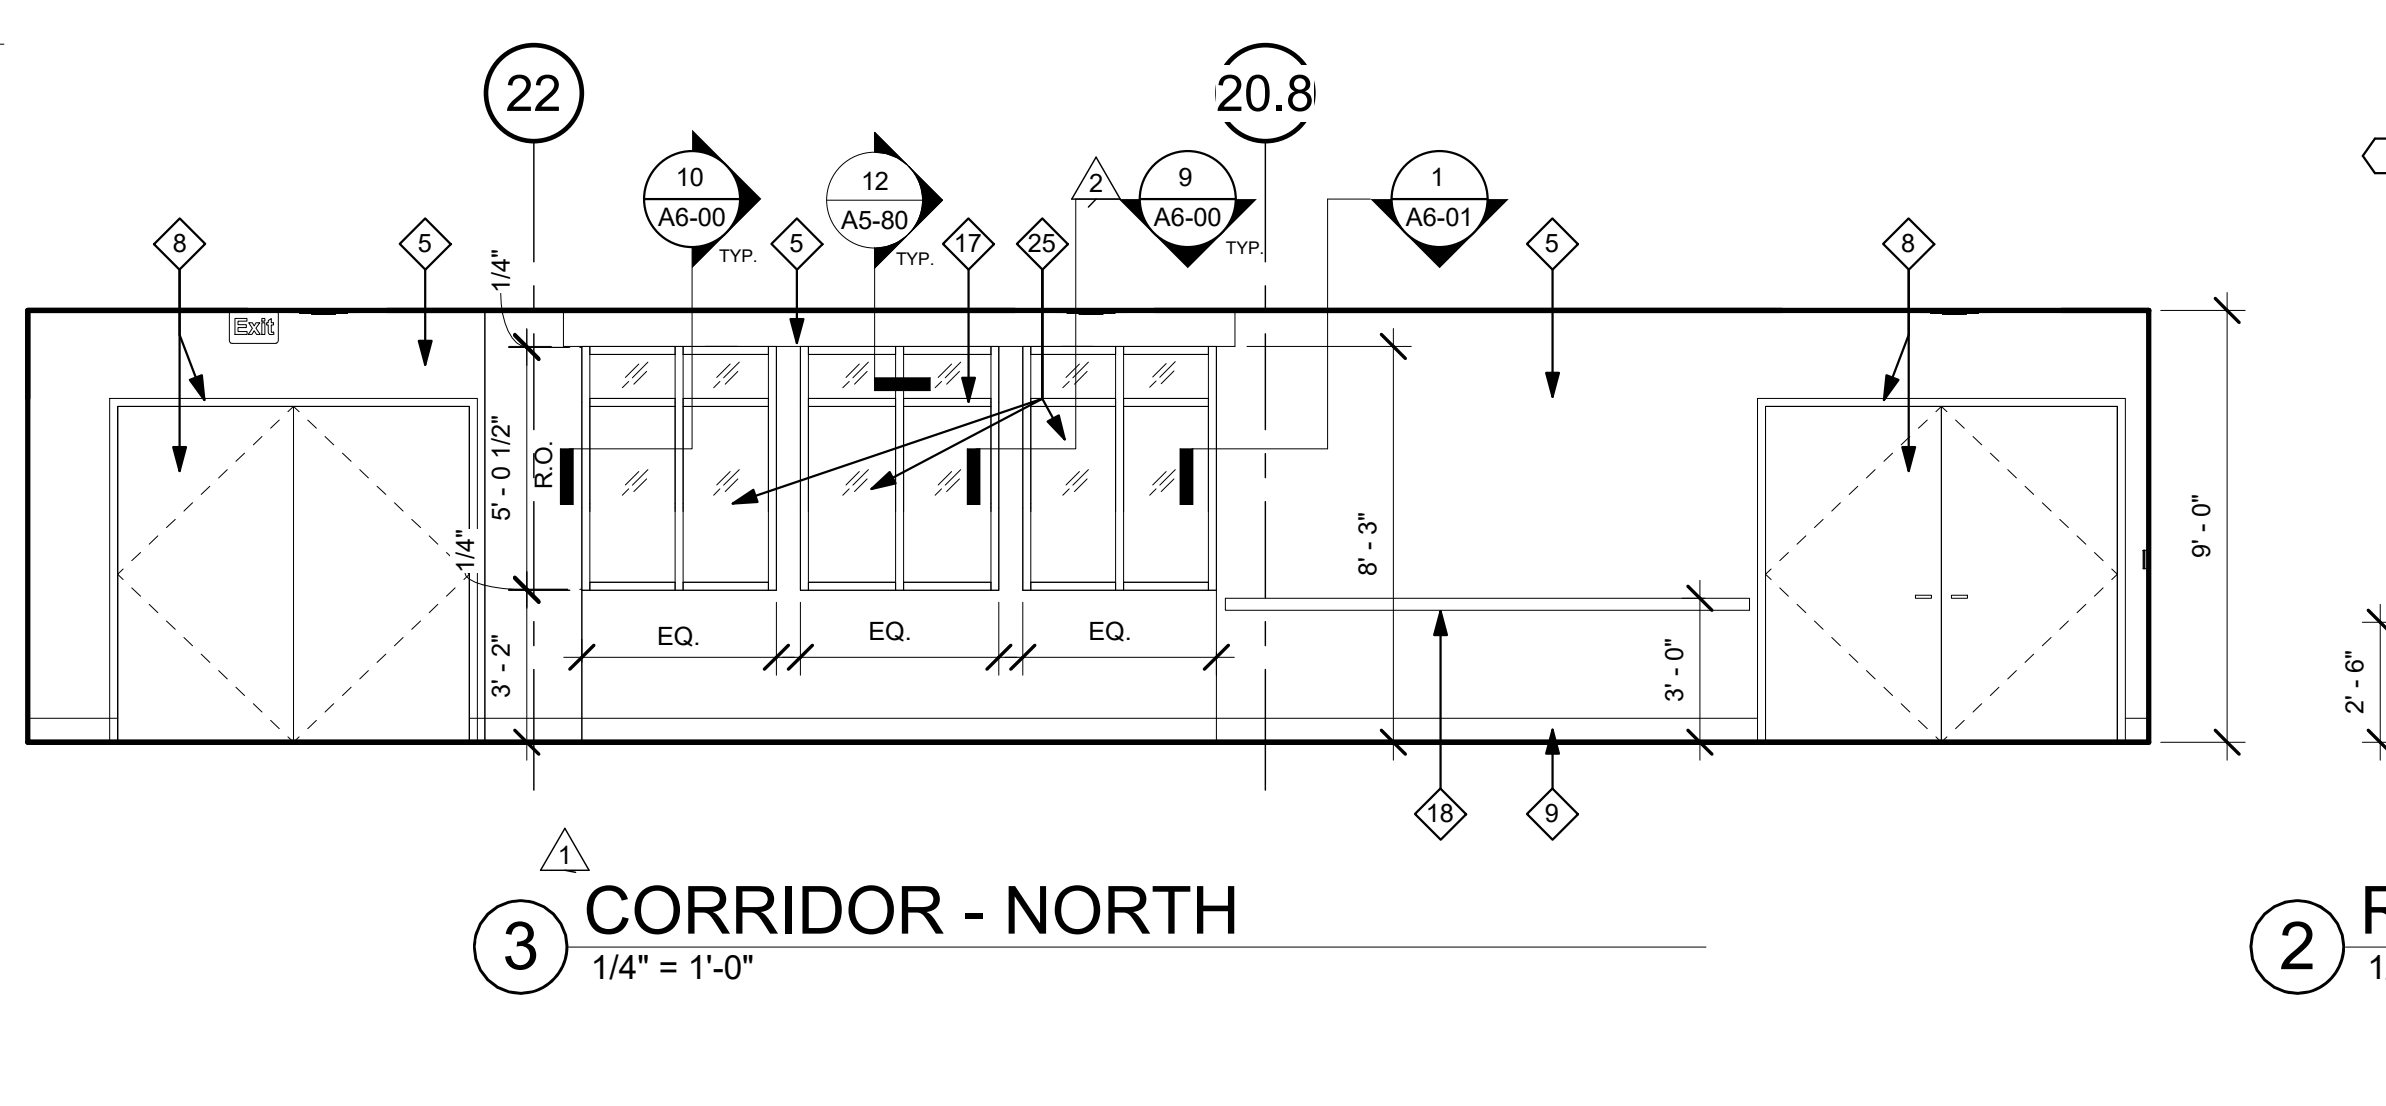 22
20.8
10
A6-00
TYP.
12
A5-80
TYP.
2
9
A6-00
TYP.
1
A6-01
8
5
5
17
25
5
8
1/4"
Exit
5' - 0 1/2"
R.O.
1/4"
3' - 2"
EQ.
EQ.
EQ.
8' - 3"
3' - 0"
9' - 0"
2' - 6"
18
9
1
3
CORRIDOR - NORTH
1/4" = 1'-0"
2